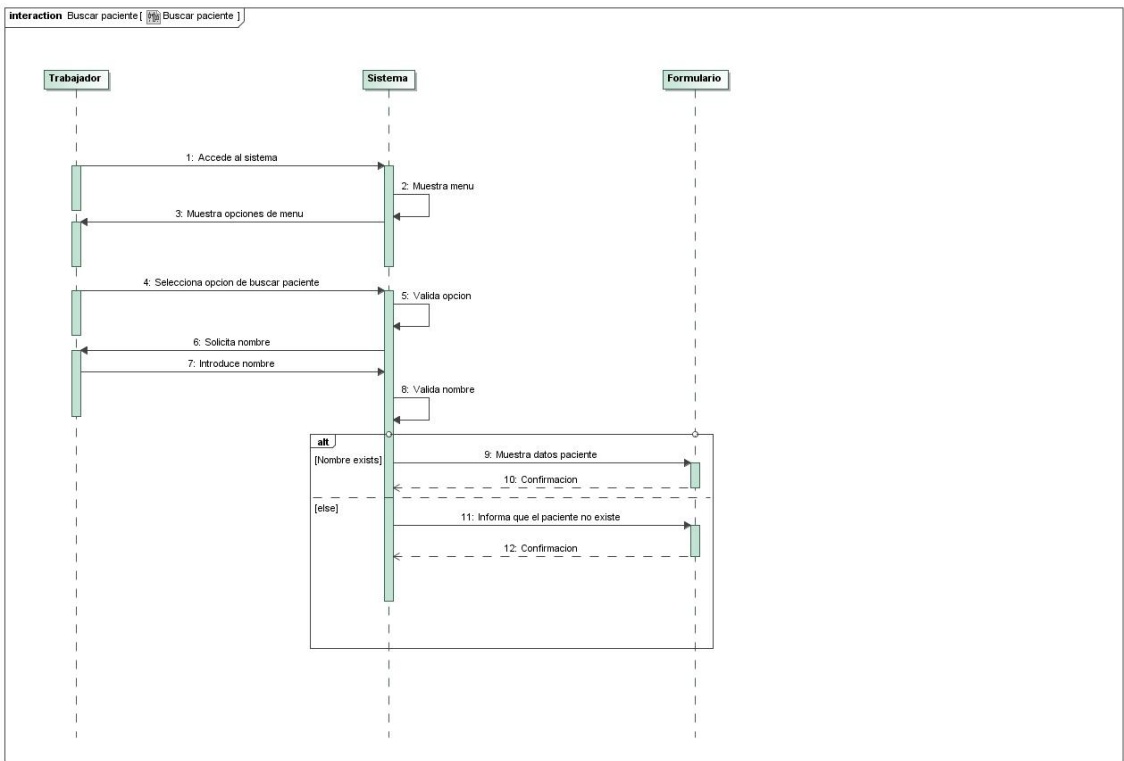 interaction Buscar paciente [ Buscar paciente ]
Trabajador
Sistema
Formulario
1: Accede al sistema
2: Muestra menu
3: Muestra opciones de menu
4: Selecciona opcion de buscar paciente
5: Valida opcion
6: Solicita nombre
7: Introduce nombre
8: Valida nombre
alt
[Nombre exists]
9: Muestra datos paciente
10: Confirmacion
[else]
11: Informa que el paciente no existe
12: Confirmacion